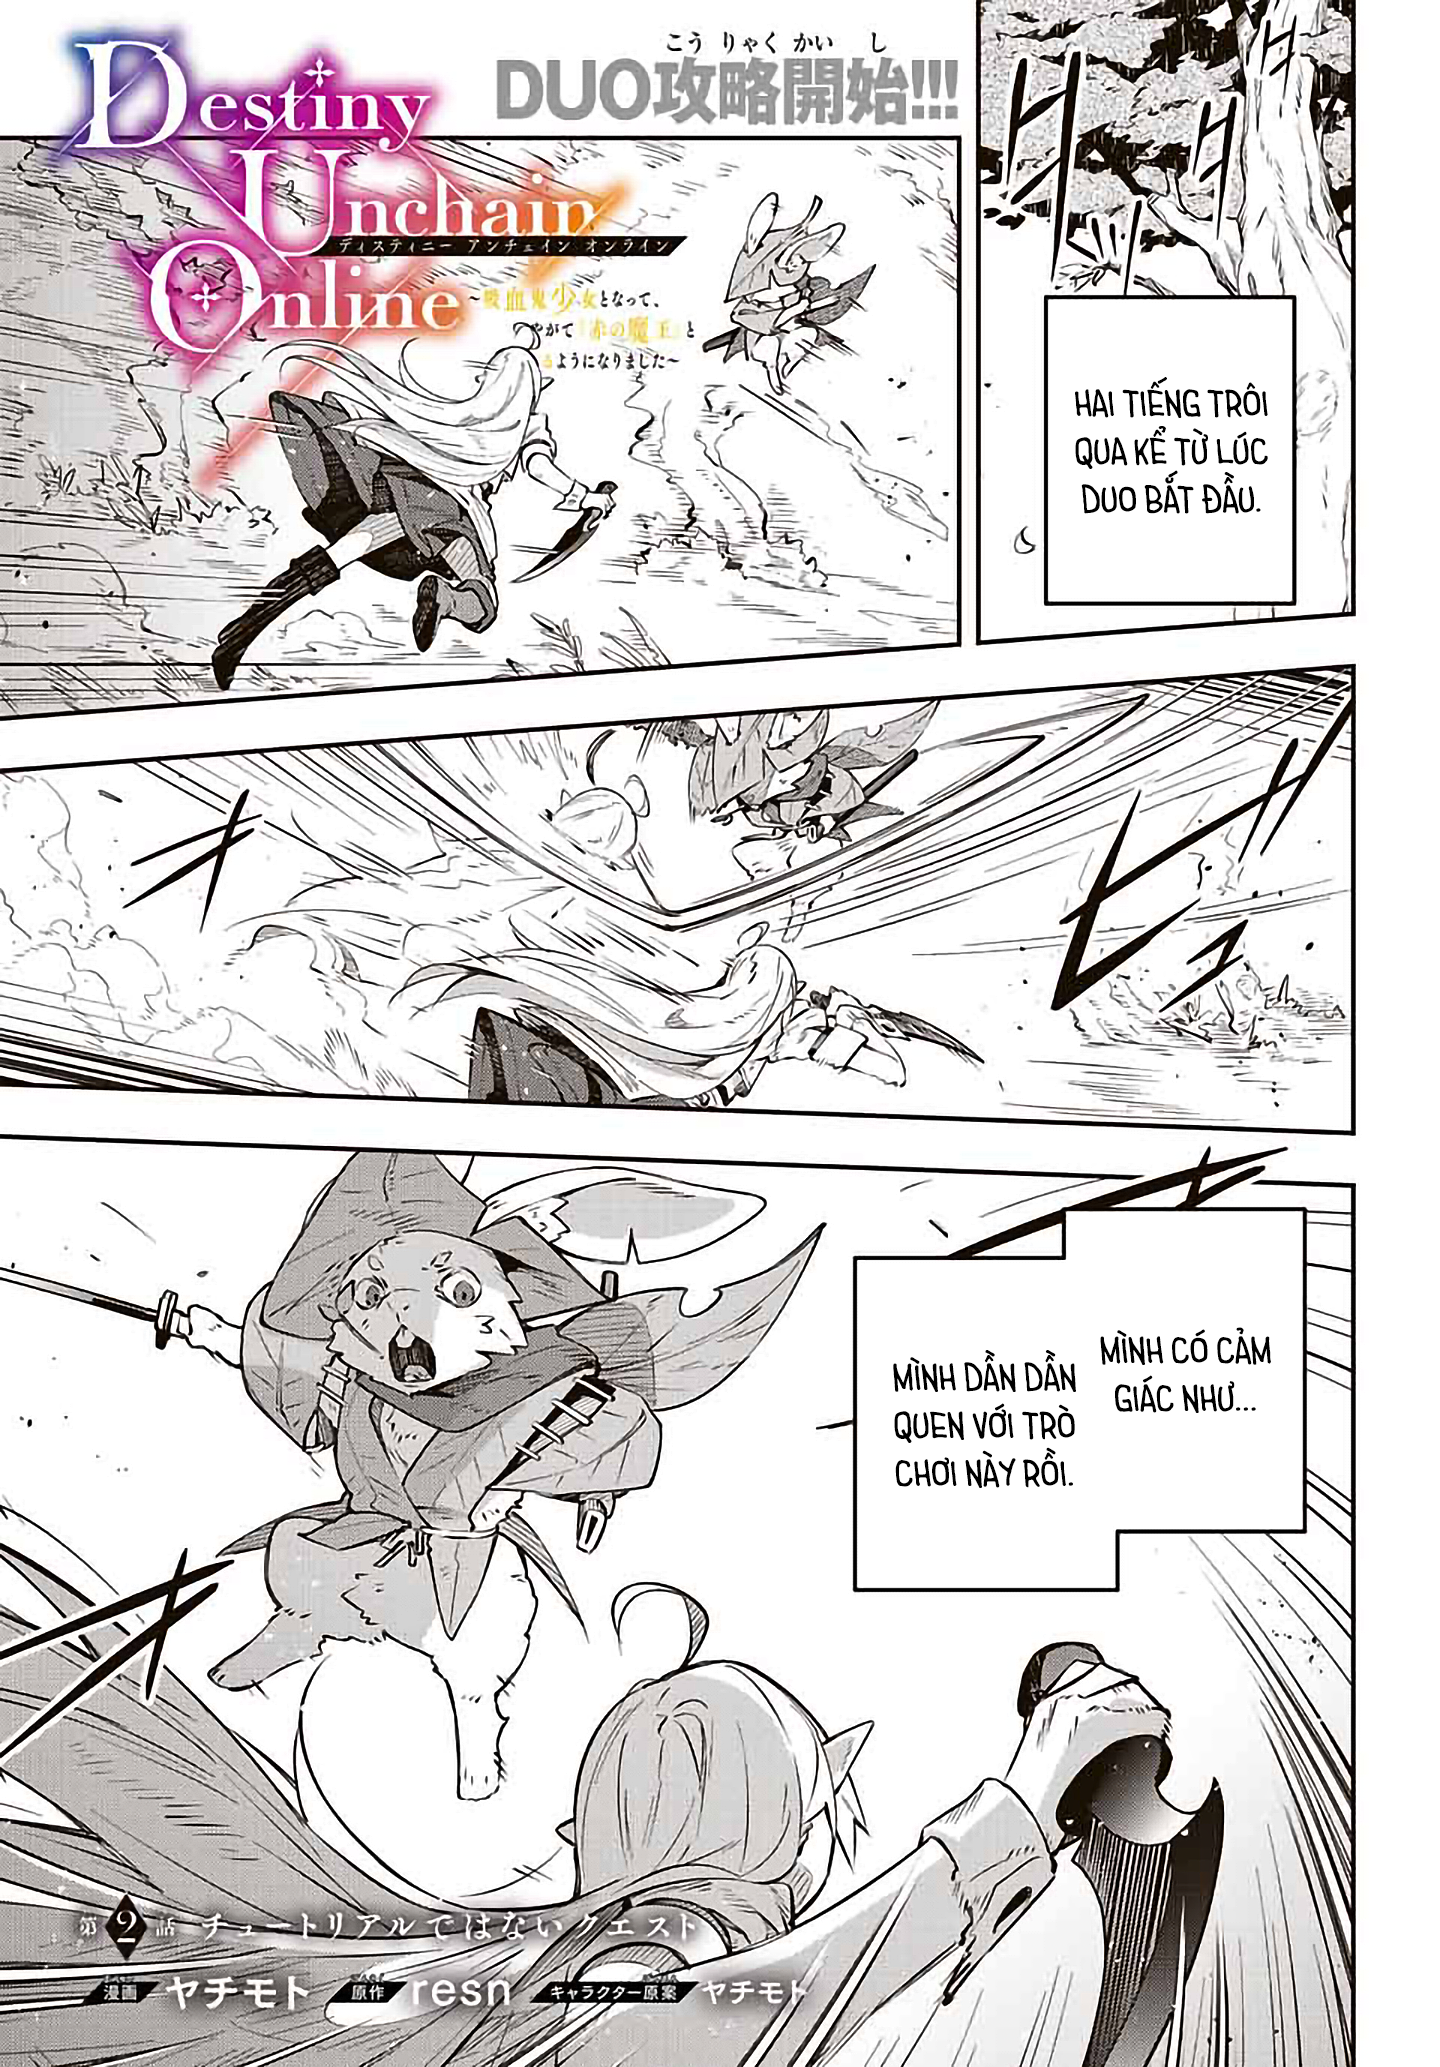 こうりゃくかいし
DUO攻略開始!!!
Destiny
Unchain
ディスティニー アンチェイン オンライン
Online
～吸血鬼少女となって、
やがて『赤の魔王』と
るようになりました～
HAI TIẾNG TRÔI
QUA KỂ TỪ LÚC
DUO BẮT ĐẦU.
MÌNH CÓ CẢM
GIÁC NHƯ...
MÌNH DẦN DẦN
QUEN VỚI TRÒ
CHƠI NÀY RỒI.
第2話 チュートリアルではないクエスト
漫画 ヤチモト 原作 resn キャラクター原案 ヤチモト